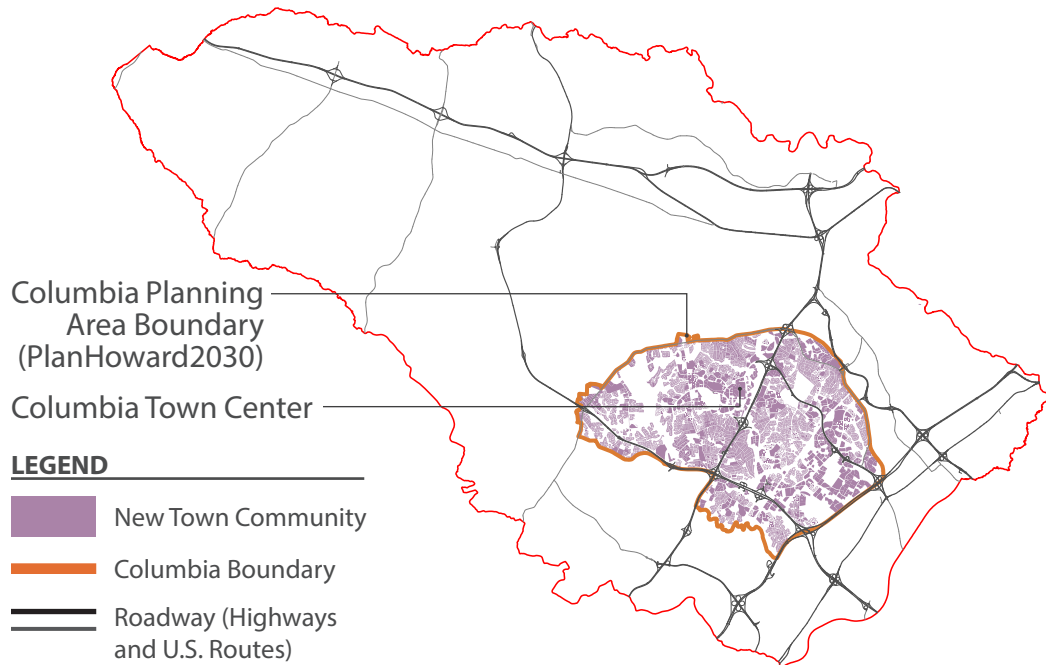 Columbia Planning
Area Boundary
(PlanHoward2030)
Columbia Town Center
LEGEND
New Town Community
Columbia Boundary
Roadway (Highways
and U.S. Routes)